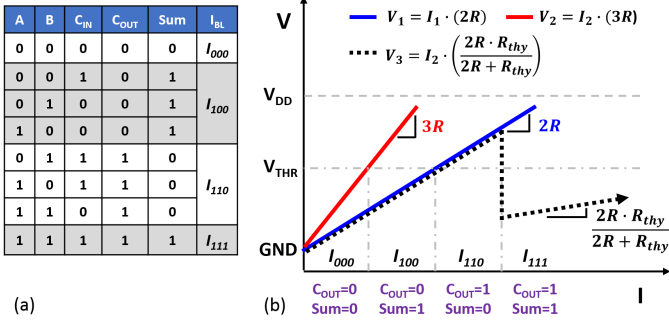 A B C_IN C_OUT Sum I_BL
0 0 0 0 0 I_000
0 0 1 0 1
0 1 0 0 1
1 0 0 0 1
I_100
0 1 1 1 0
1 0 1 1 0
1 1 0 1 0
I_110
1 1 1 1 1 I_111
(a)
V
V_1 = I_1 · (2R) V_2 = I_2 · (3R)
V_3 = I_2 · (2R · R_thy / 2R + R_thy)
V_DD
3R
2R
V_THR
2R · R_thy
2R + R_thy
GND
I_000 I_100 I_110 I_111
C_OUT=0 C_OUT=0 C_OUT=1 C_OUT=1
Sum=0 Sum=1 Sum=0 Sum=1
I
(b)